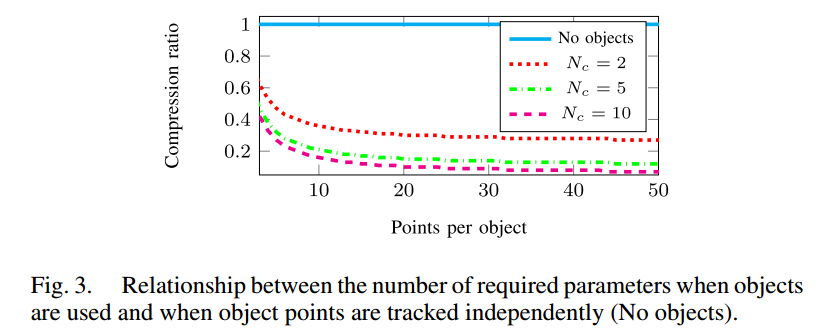 Compression ratio
1
0.8
0.6
0.4
0.2
10 20 30 40 50
Points per object
No objects
N_c = 2
N_c = 5
N_c = 10
Fig. 3. Relationship between the number of required parameters when objects
are used and when object points are tracked independently (No objects).